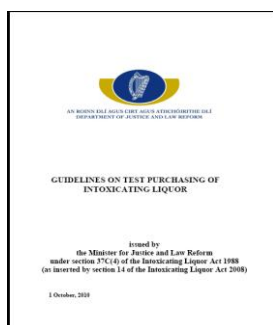 AN ROINN DLÍ AGUS CIRT AGUS ATHCHÓIRITHE DLÍ
DEPARTMENT OF JUSTICE AND LAW REFORM
GUIDELINES ON TEST PURCHASING OF
INTOXICATING LIQUOR
issued by
the Minister for Justice and Law Reform
under section 37C(4) of the Intoxicating Liquor Act 1988
(as inserted by section 14 of the Intoxicating Liquor Act 2008)
1 October, 2010